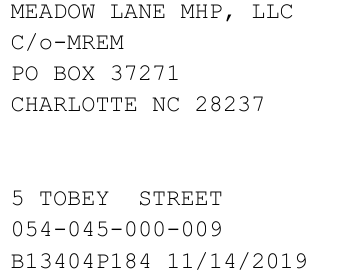 MEADOW LANE MHP, LLC
C/o-MREM
PO BOX 37271
CHARLOTTE NC 28237
5 TOBEY  STREET
054-045-000-009
B13404P184 11/14/2019